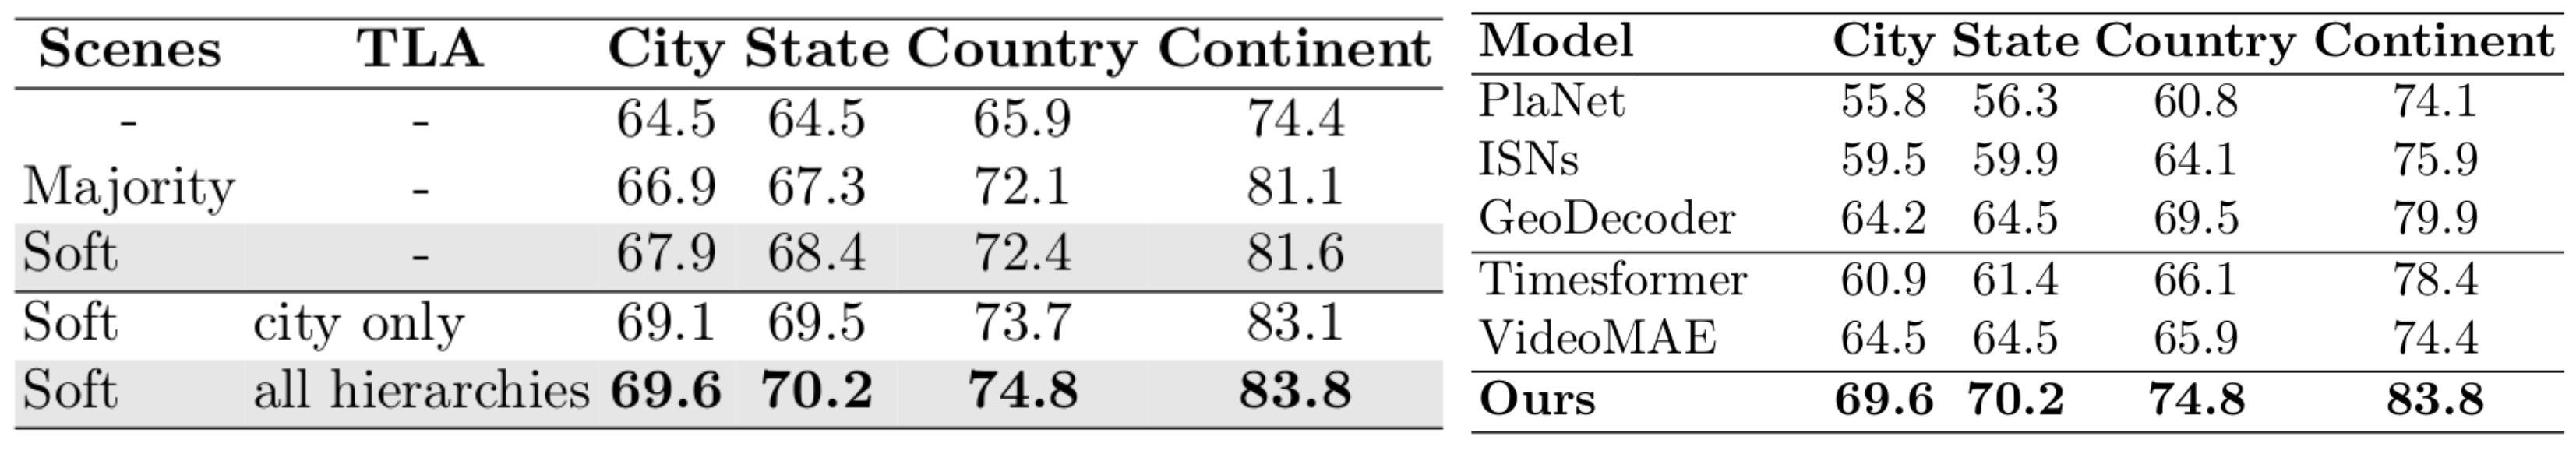 Scenes TLA City State Country Continent
- - 64.5 64.5 65.9 74.4
Majority - 66.9 67.3 72.1 81.1
Soft - 67.9 68.4 72.4 81.6
Soft city only 69.1 69.5 73.7 83.1
Soft all hierarchies 69.6 70.2 74.8 83.8
Model City State Country Continent
PlaNet 55.8 56.3 60.8 74.1
ISNs 59.5 59.9 64.1 75.9
GeoDecoder 64.2 64.5 69.5 79.9
Timesformer 60.9 61.4 66.1 78.4
VideoMAE 64.5 64.5 65.9 74.4
Ours 69.6 70.2 74.8 83.8